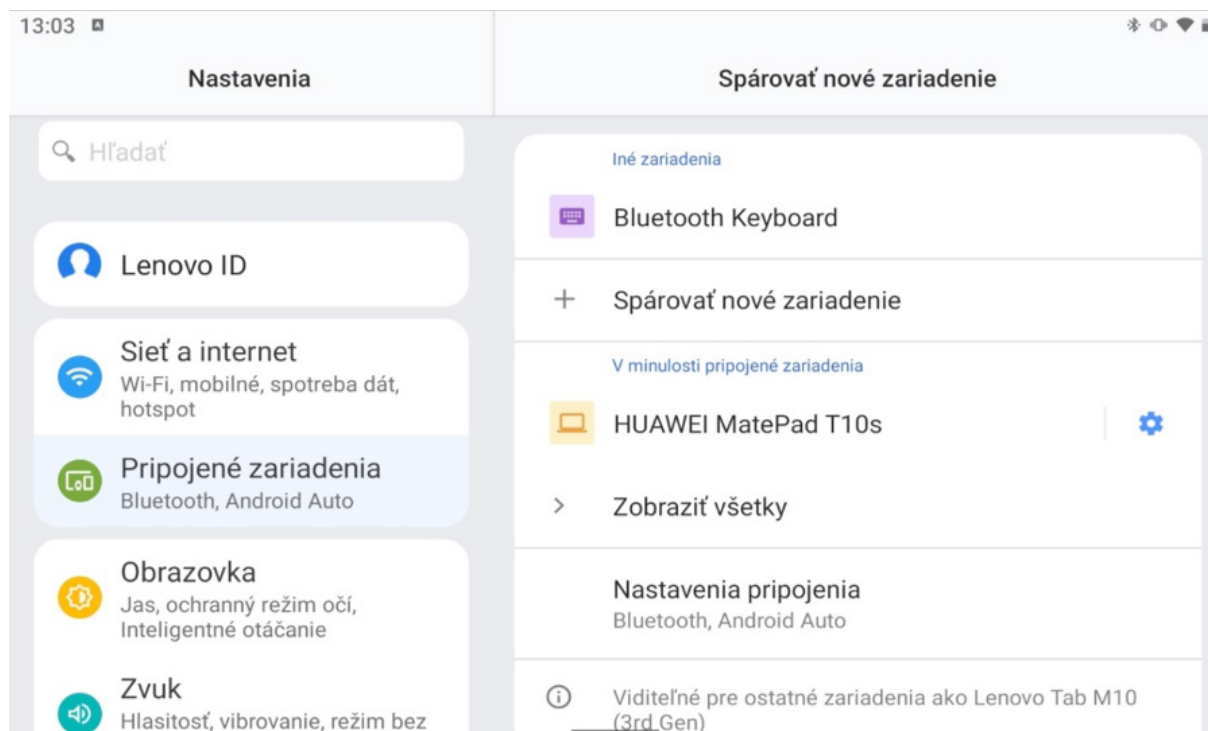 13:03
Nastavenia
Hľadať
Lenovo ID
Sieť a internet
Wi-Fi, mobilné, spotreba dát,
hotspot
Pripojené zariadenia
Bluetooth, Android Auto
Obrazovka
Jas, ochranný režim očí,
Inteligentné otáčanie
Zvuk
Hlasitosť, vibrovanie, režim bez
Spárovať nové zariadenie
Iné zariadenia
Bluetooth Keyboard
Spárovať nové zariadenie
V minulosti pripojené zariadenia
HUAWEI MatePad T10s
Zobraziť všetky
Nastavenia pripojenia
Bluetooth, Android Auto
Viditeľné pre ostatné zariadenia ako Lenovo Tab M10
(3rd Gen)